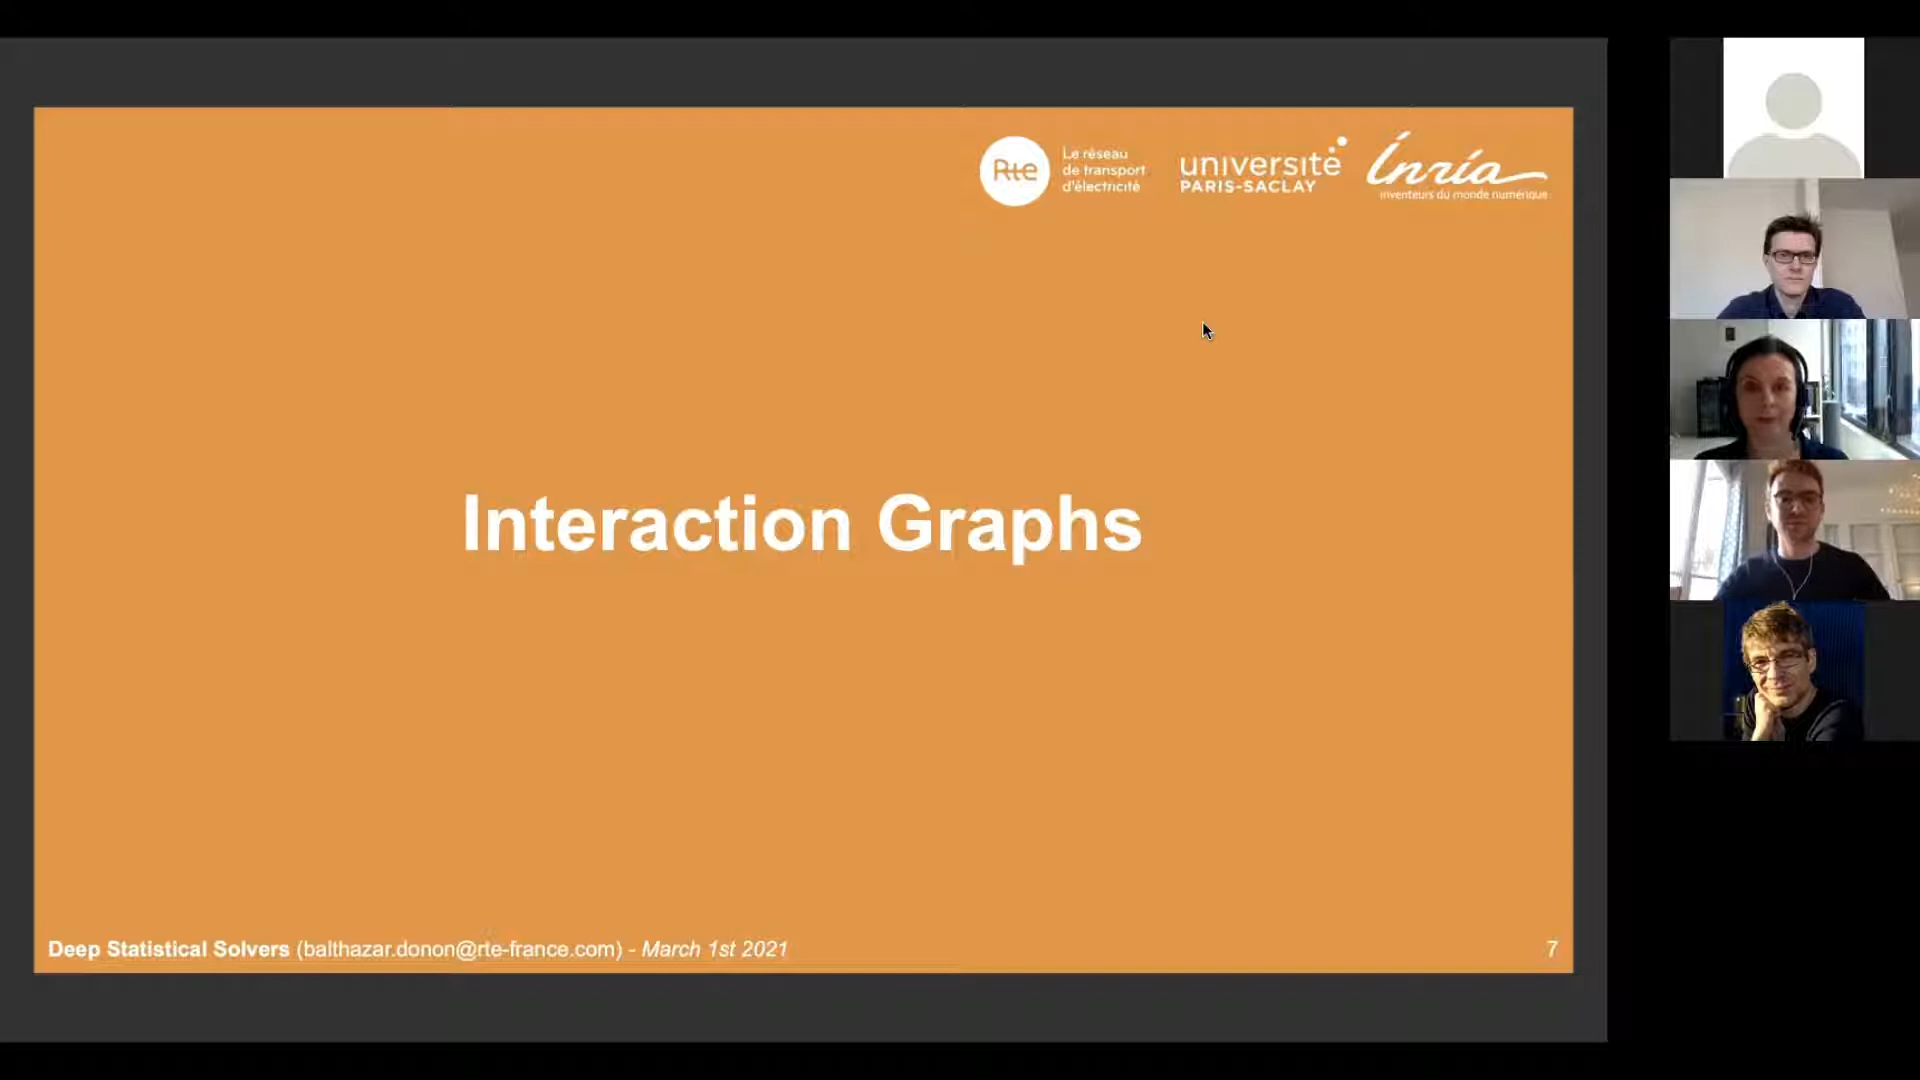 Rte
Le réseau
de transport
d'électricité
université
PARIS-SACLAY
Inría
inventeurs du monde numérique
Interaction Graphs
Deep Statistical Solvers (balthazar.donon@rte-france.com) - March 1st 2021
7